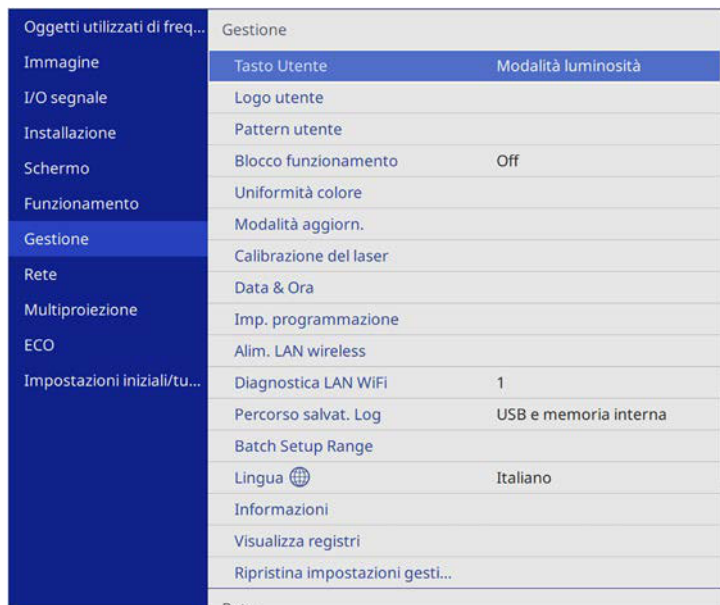 Oggetti utilizzati di freq...
Immagine
I/O segnale
Installazione
Schermo
Funzionamento
Gestione
Rete
Multiproiezione
ECO
Impostazioni iniziali/tu...
Gestione
Tasto Utente Modalità luminosità
Logo utente
Pattern utente
Blocco funzionamento Off
Uniformità colore
Modalità aggiorn.
Calibrazione del laser
Data & Ora
Imp. programmazione
Alim. LAN wireless
Diagnostica LAN WiFi 1
Percorso salvat. Log USB e memoria interna
Batch Setup Range
Lingua Italiano
Informazioni
Visualizza registri
Ripristina impostazioni gesti...